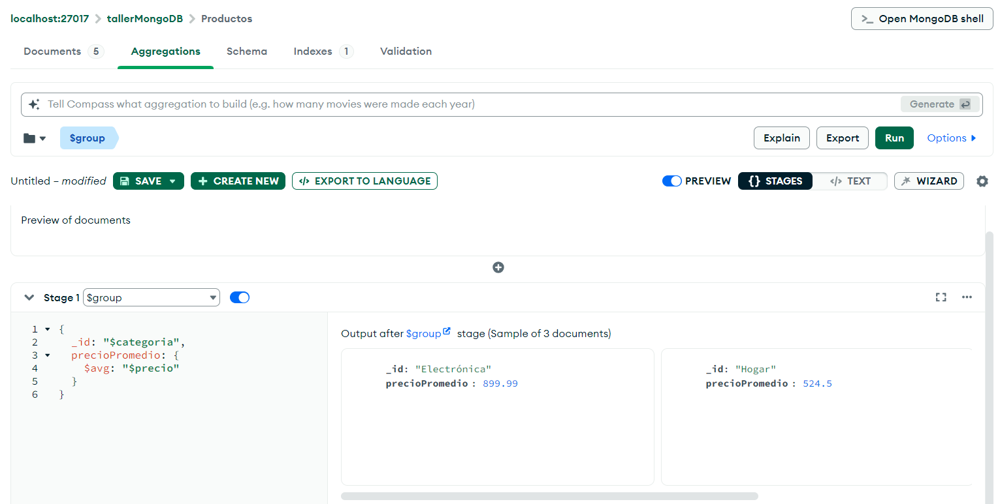 localhost:27017 > tallerMongoDB > Productos
>_ Open MongoDB shell
Documents 5 Aggregations Schema Indexes 1 Validation
Tell Compass what aggregation to build (e.g. how many movies were made each year)
Generate
$group
Explain Export Run Options
Untitled – modified SAVE + CREATE NEW </> EXPORT TO LANGUAGE
PREVIEW {} STAGES </> TEXT WIZARD
Preview of documents
Stage 1 $group
1 {
2 _id: "$categoria",
3 precioPromedio: {
4 $avg: "$precio"
5 }
6 }
Output after $group stage (Sample of 3 documents)
_id: "Electrónica"
precioPromedio : 899.99
_id: "Hogar"
precioPromedio : 524.5